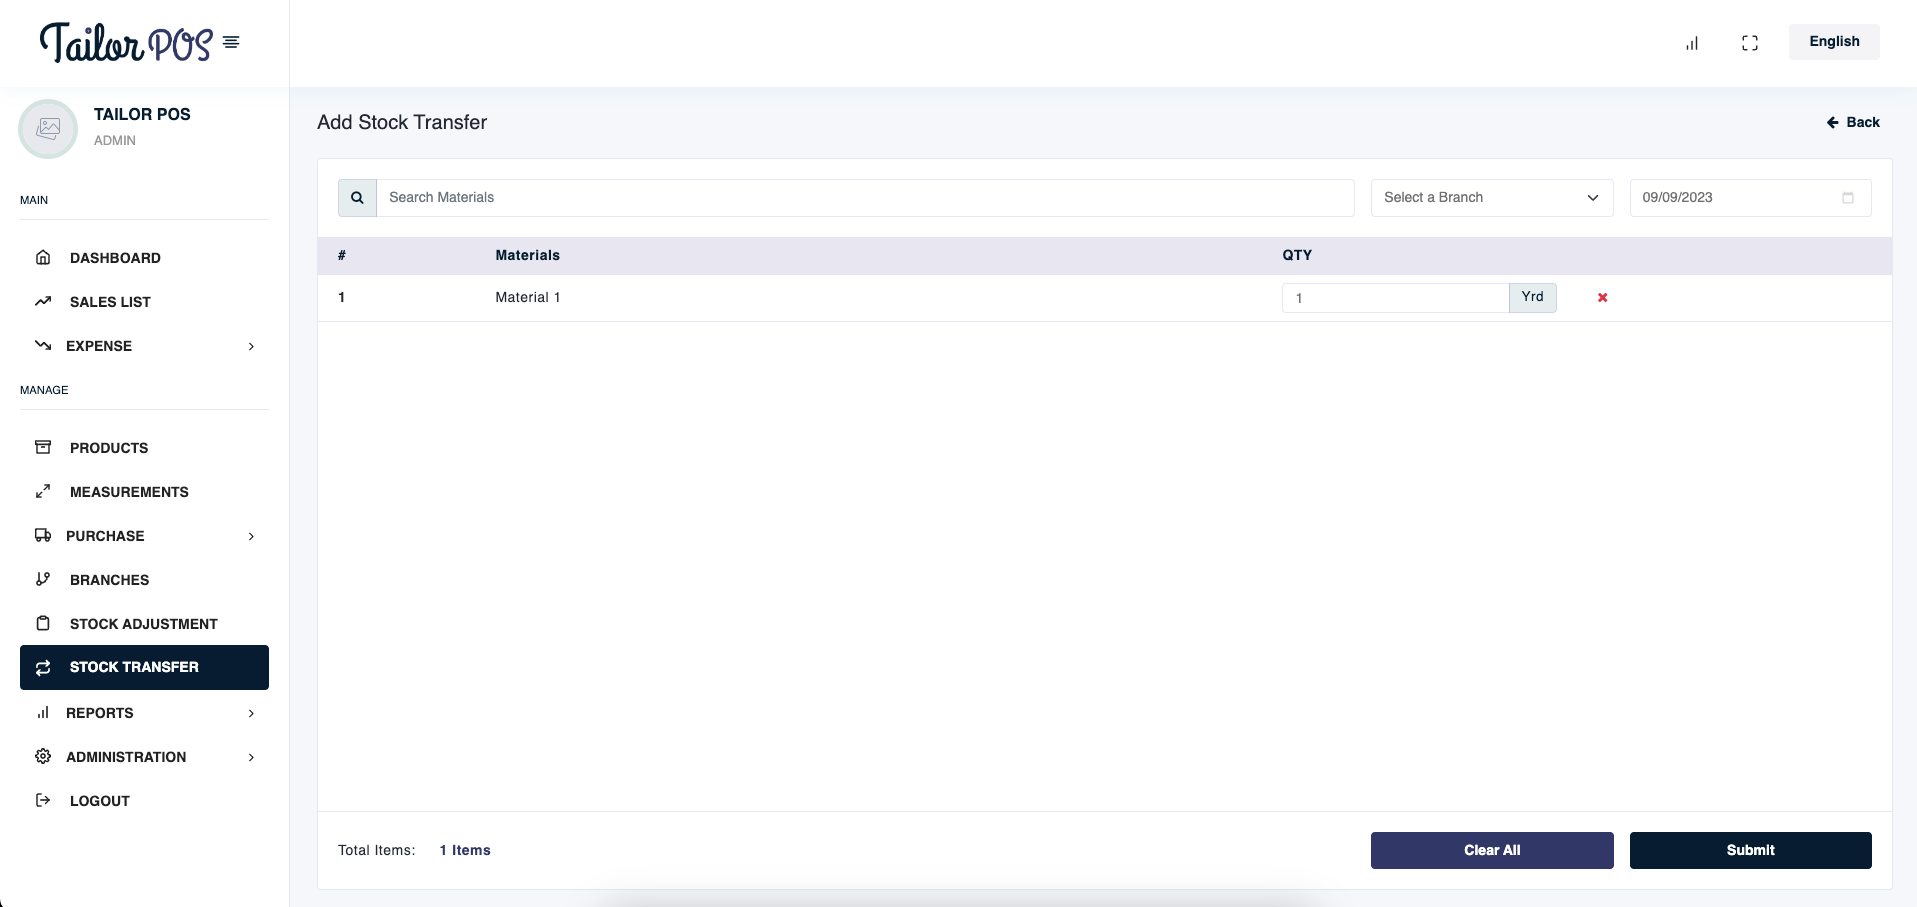 Tailor POS
English
TAILOR POS
ADMIN
MAIN
DASHBOARD
SALES LIST
EXPENSE
MANAGE
PRODUCTS
MEASUREMENTS
PURCHASE
BRANCHES
STOCK ADJUSTMENT
STOCK TRANSFER
REPORTS
ADMINISTRATION
LOGOUT
Add Stock Transfer
Back
Search Materials
Select a Branch
09/09/2023
# Materials QTY
1 Material 1 1 Yrd
Total Items: 1 Items
Clear All
Submit